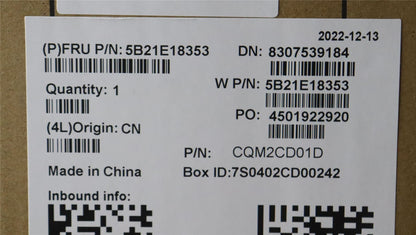 2022-12-13
(P)FRU P/N: 5B21E18353 DN: 8307539184
Quantity: 1 W P/N: 5B21E18353
PO: 4501922920
(4L)Origin: CN
P/N: CQM2CD01D
Made in China Box ID:7S0402CD00242
Inbound info: